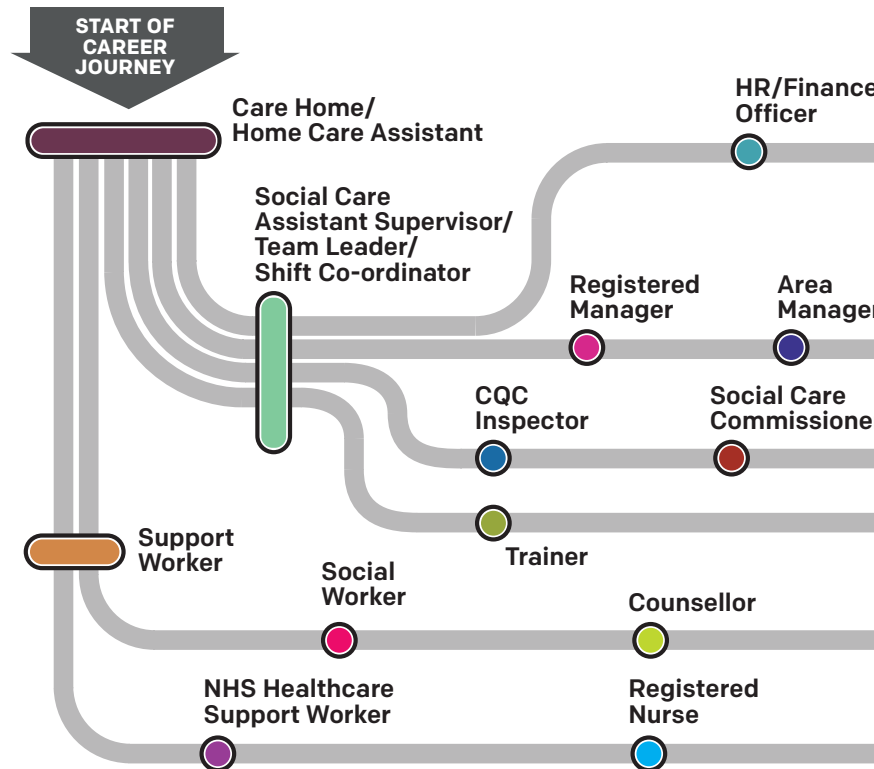 START OF
CAREER
JOURNEY
Care Home/
Home Care Assistant
HR/Finance
Officer
Social Care
Assistant Supervisor/
Team Leader/
Shift Co-ordinator
Registered
Manager
Area
Manager
CQC
Inspector
Social Care
Commissione
Trainer
Support
Worker
Social
Worker
Counsellor
NHS Healthcare
Support Worker
Registered
Nurse